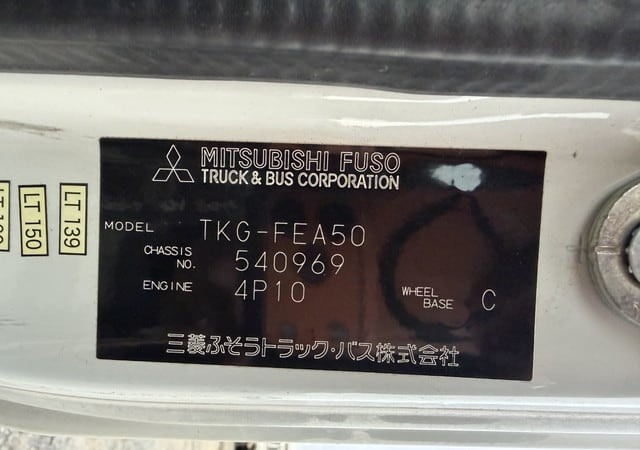 MITSUBISHI FUSO
TRUCK & BUS CORPORATION
MODEL TKG-FEA50
CHASSIS NO. 540969
ENGINE 4P10
WHEEL BASE C
三菱ふそうトラック・バス株式会社
LT 150
LT 139